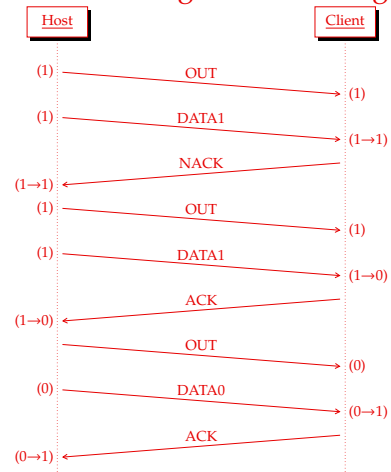 Host Client
(1) OUT
(1)
(1) DATA1
(1→1)
NACK
(1→1)
(1) OUT
(1)
(1) DATA1
(1→0)
ACK
(1→0)
OUT
(0)
(0) DATA0
(0→1)
ACK
(0→1)